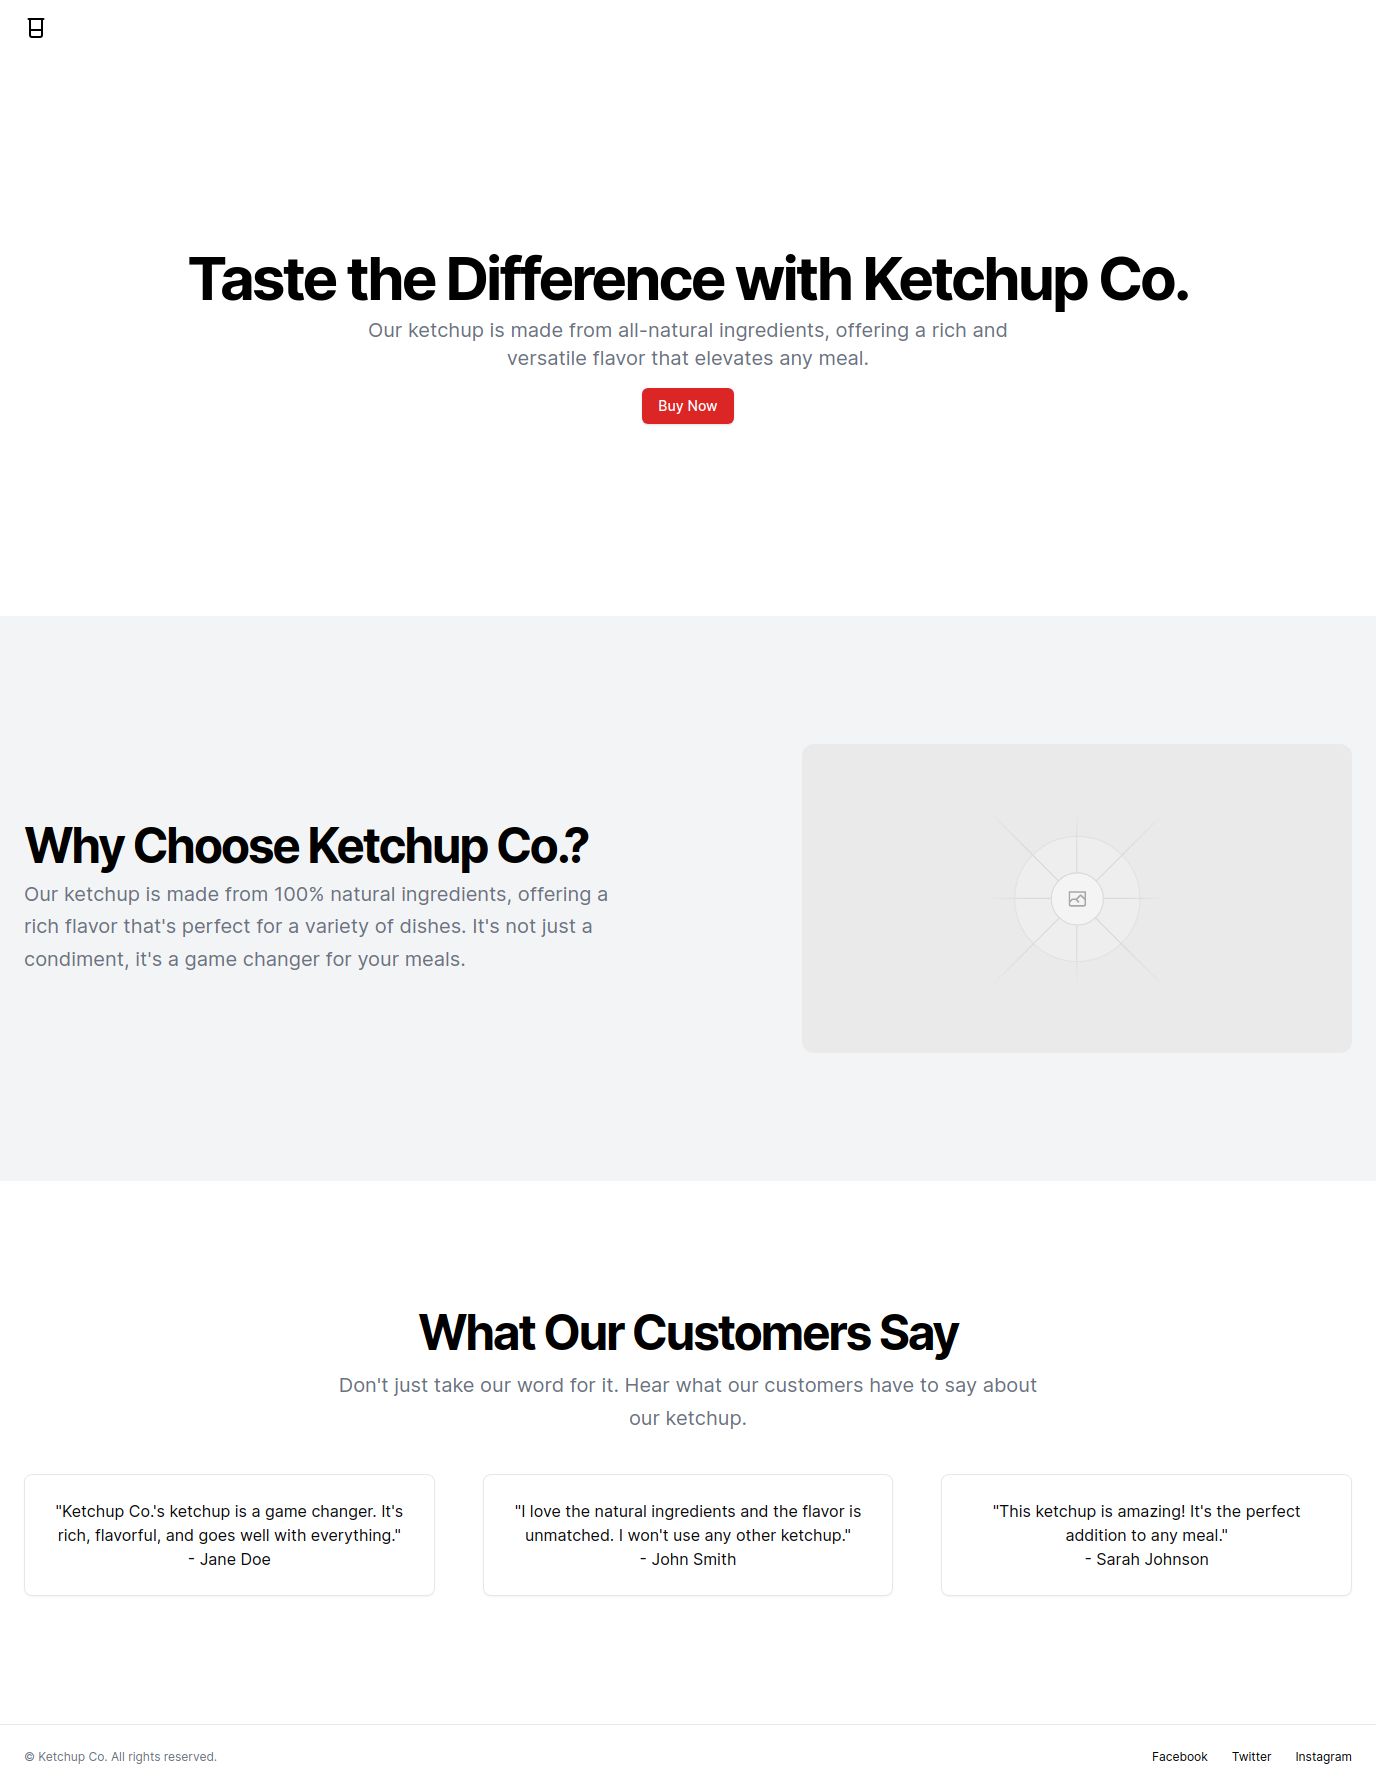 Taste the Difference with Ketchup Co.
Our ketchup is made from all-natural ingredients, offering a rich and
versatile flavor that elevates any meal.
Buy Now
Why Choose Ketchup Co.?
Our ketchup is made from 100% natural ingredients, offering a
rich flavor that's perfect for a variety of dishes. It's not just a
condiment, it's a game changer for your meals.
What Our Customers Say
Don't just take our word for it. Hear what our customers have to say about
our ketchup.
"Ketchup Co.'s ketchup is a game changer. It's
rich, flavorful, and goes well with everything."
- Jane Doe
"I love the natural ingredients and the flavor is
unmatched. I won't use any other ketchup."
- John Smith
"This ketchup is amazing! It's the perfect
addition to any meal."
- Sarah Johnson
© Ketchup Co. All rights reserved.
Facebook Twitter Instagram